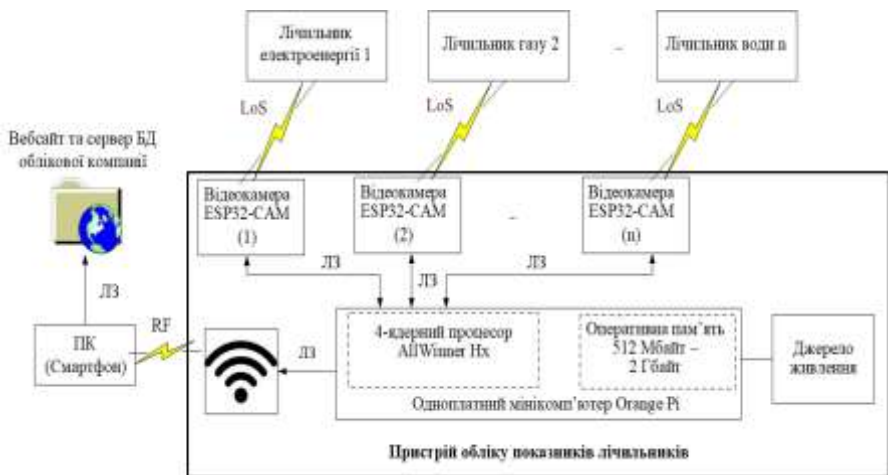 Лічильник
електроенергії 1
Лічильник газу 2
–
Лічильник води n
LoS
LoS
LoS
Вебсайт та сервер БД
облікової компанії
Відеокамера
ESP32-CAM
(1)
Відеокамера
ESP32-CAM
(2)
–
Відеокамера
ESP32-CAM
(n)
ЛЗ
ЛЗ
ЛЗ
ЛЗ
RF
ПК
(Смартфон)
ЛЗ
4-ядерний процесор
AllWinner Hx
Оперативна пам`ять
512 Мбайт –
2 Гбайт
Джерело
живлення
Одноплатний мінікомп’ютер Orange Pi
Пристрій обліку показників лічильників